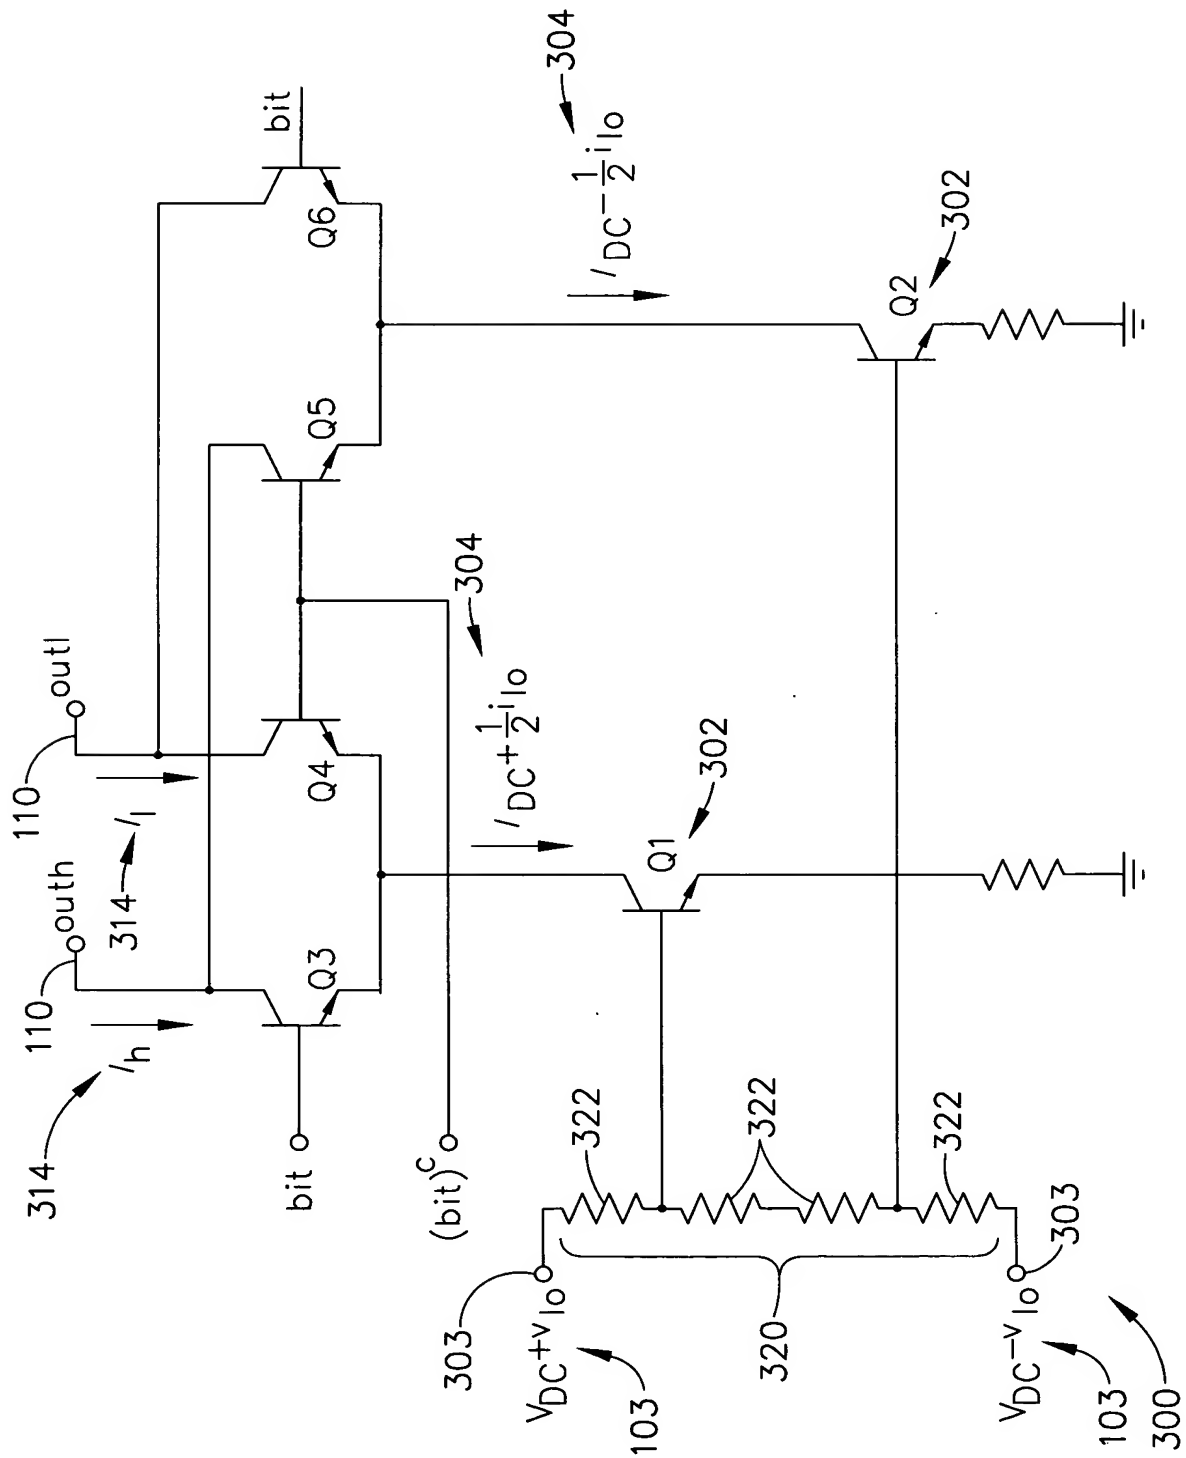 314
110
outh
314
110
outl
I_h
I_l
bit
Q3
Q4
Q5
Q6
bit
(bit)^c
I_DC+1/2 i_lo
304
I_DC-1/2 i_lo
304
303
322
Q1
302
V_DC+v_lo
103
322
320
Q2
302
322
303
V_DC-v_lo
103
300